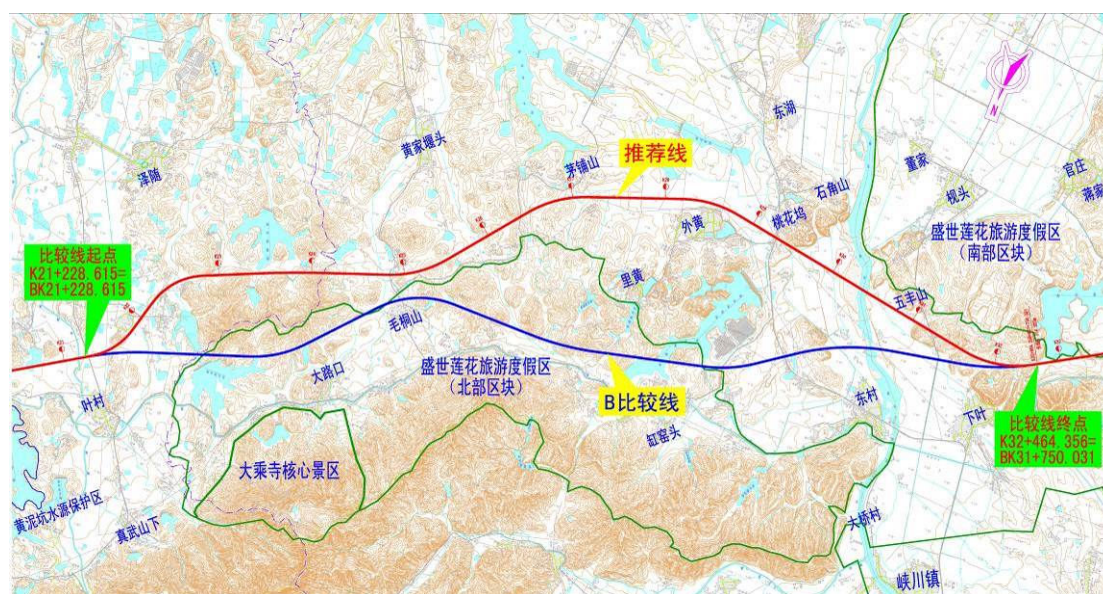 东湖
黄家堰头
董家
官庄
茅铺山
推荐线
泽随
石角山
枧头
蒋家
桃花坞
外黄
盛世莲花旅游度假区
（南部区块）
比较线起点
K21+228.615=
BK21+228.615
里黄
五丰山
毛桐山
大路口
盛世莲花旅游度假区
（北部区块）
B比较线
叶村
东村
下叶
比较线终点
K32+464.356=
BK31+750.031
缸窑头
大乘寺核心景区
黄泥坑水源保护区
真武山下
大桥村
峡川镇
N